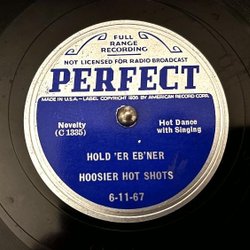 FULL
RANGE
RECORDING
NOT LICENSED FOR RADIO BROADCAST
PERFECT
MADE IN U.S.A.-LABEL COPYRIGHT 1936 BY AMERICAN RECORD CORP.
Novelty
(C 1335)
Hot Dance
with Singing
HOLD 'ER EB'NER
HOOSIER HOT SHOTS
6-11-67